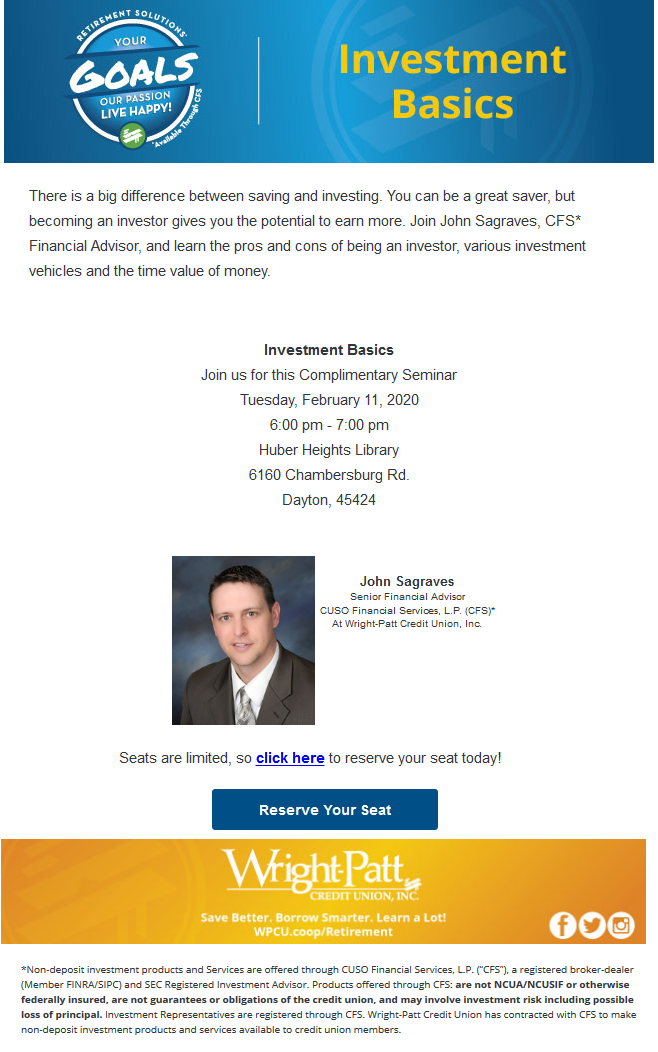 RETIREMENT SOLUTIONS*
YOUR
GOALS
OUR PASSION
LIVE HAPPY!
*Available Through CFS
Investment
Basics
There is a big difference between saving and investing. You can be a great saver, but
becoming an investor gives you the potential to earn more. Join John Sagraves, CFS*
Financial Advisor, and learn the pros and cons of being an investor, various investment
vehicles and the time value of money.
Investment Basics
Join us for this Complimentary Seminar
Tuesday, February 11, 2020
6:00 pm - 7:00 pm
Huber Heights Library
6160 Chambersburg Rd.
Dayton, 45424
John Sagraves
Senior Financial Advisor
CUSO Financial Services, L.P. (CFS)*
At Wright-Patt Credit Union, Inc.
Seats are limited, so click here to reserve your seat today!
Reserve Your Seat
Wright-Patt
CREDIT UNION, INC.
Save Better. Borrow Smarter. Learn a Lot!
WPCU.coop/Retirement
*Non-deposit investment products and Services are offered through CUSO Financial Services, L.P. ("CFS"), a registered broker-dealer
(Member FINRA/SIPC) and SEC Registered Investment Advisor. Products offered through CFS: are not NCUA/NCUSIF or otherwise
federally insured, are not guarantees or obligations of the credit union, and may involve investment risk including possible
loss of principal. Investment Representatives are registered through CFS. Wright-Patt Credit Union has contracted with CFS to make
non-deposit investment products and services available to credit union members.